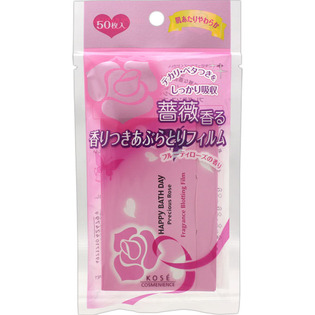 50枚入
肌あたりやわらか
テカリ・ベタつきを
しっかり吸収
薔薇香る
香りつきあぶらとりフィルム
フルーティローズの香り
HAPPY BATH DAY
Precious Rose
Fragrance Blotting Film
KOSÉ
COSMENIENCE